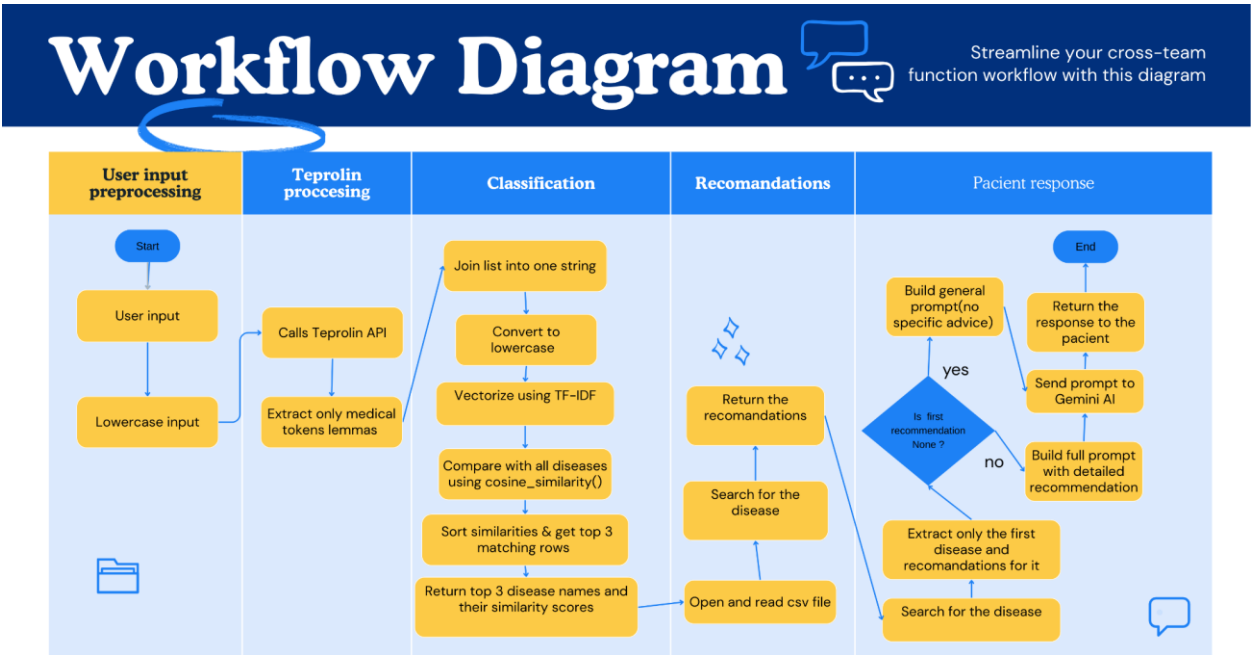 Workflow Diagram
Streamline your cross-team
function workflow with this diagram
User input
preprocessing
Teprolin
proccesing
Classification
Recomandations
Pacient response
Start
User input
Lowercase input
Calls Teprolin API
Extract only medical
tokens lemmas
Join list into one string
Convert to
lowercase
Vectorize using TF-IDF
Compare with all diseases
using cosine_similarity()
Sort similarities & get top 3
matching rows
Return top 3 disease names and
their similarity scores
Return the
recomandations
Search for the
disease
Open and read csv file
End
Build general
prompt(no
specific advice)
Return the
response to the
pacient
yes
Send prompt to
Gemini AI
Is first
recommendation
None ?
no
Build full prompt
with detailed
recommendation
Extract only the first
disease and
recomandations for it
Search for the disease